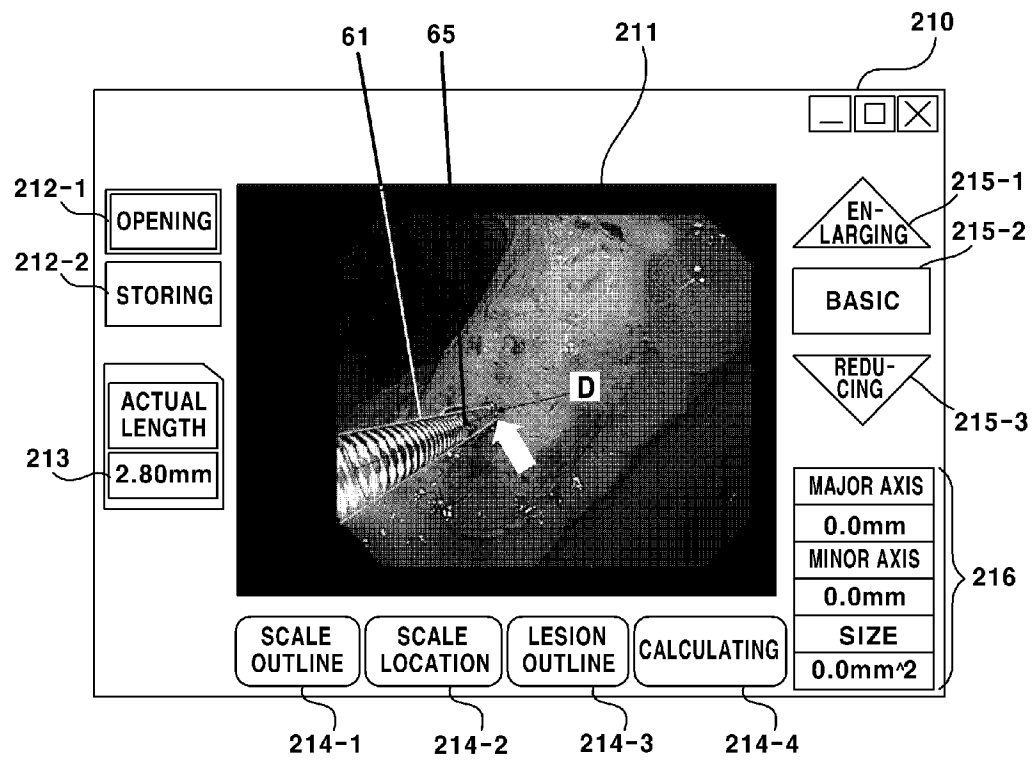 210
61
65
211
212-1
OPENING
EN-
LARGING
215-1
215-2
212-2
STORING
BASIC
D
REDU-
CING
215-3
ACTUAL
LENGTH
213
2.80mm
MAJOR AXIS
0.0mm
MINOR AXIS
0.0mm
SIZE
0.0mm^2
216
SCALE
OUTLINE
SCALE
LOCATION
LESION
OUTLINE
CALCULATING
214-1
214-2
214-3
214-4